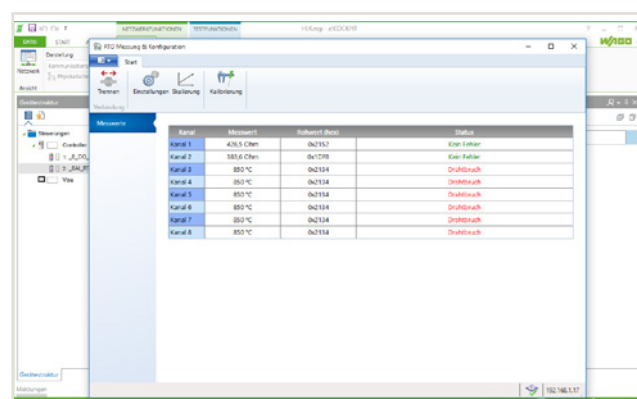 NETZWERKFUNKTIONEN TESTFUNKTIONEN
DATEI START
WAGO
Bestellung
Netzwerk
Ansicht
Gerätestruktur
RTD Messung & Konfiguration
Start
Trennen Einstellungen Skalierung Kalibrierung
Verbindung
Messwerte
Kanal Messwert Rohwert (hex) Status
Kanal 1 426,5 Ohm 0x2152 Kein Fehler
Kanal 2 383,6 Ohm 0x1DF8 Kein Fehler
Kanal 3 850 °C 0x2134 Drahtbruch
Kanal 4 850 °C 0x2134 Drahtbruch
Kanal 5 850 °C 0x2134 Drahtbruch
Kanal 6 850 °C 0x2134 Drahtbruch
Kanal 7 850 °C 0x2134 Drahtbruch
Kanal 8 850 °C 0x2134 Drahtbruch
Steuerungen
Controller
Gerätestruktur
Meldungen
192.168.1.17